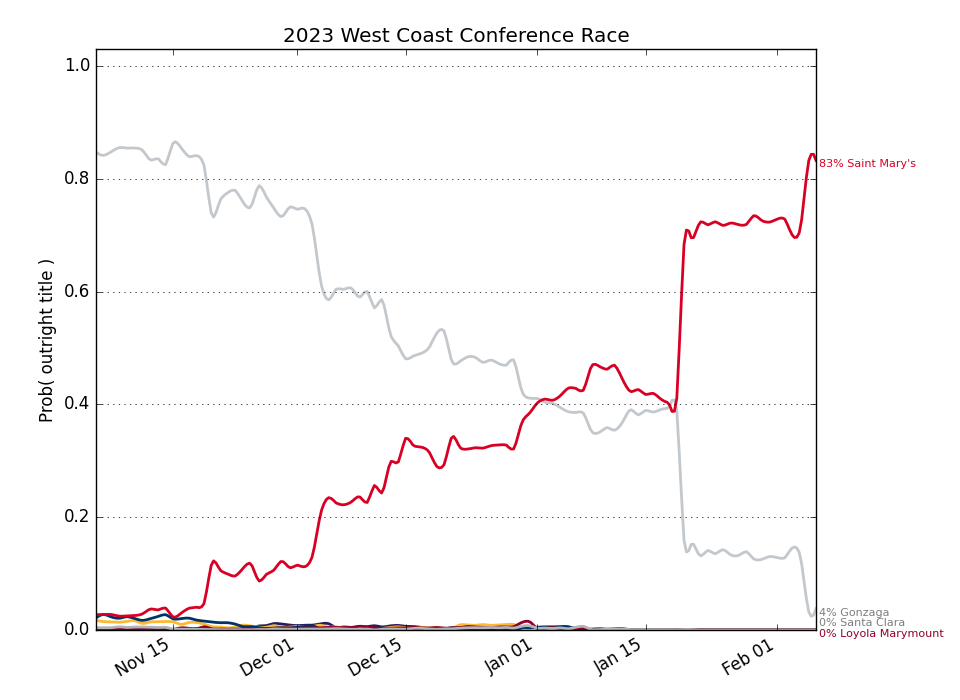 2023 West Coast Conference Race
Prob( outright title )
1.0
0.8
0.6
0.4
0.2
0.0
Nov 15
Dec 01
Dec 15
Jan 01
Jan 15
Feb 01
83% Saint Mary's
4% Gonzaga
0% Santa Clara
0% Loyola Marymount